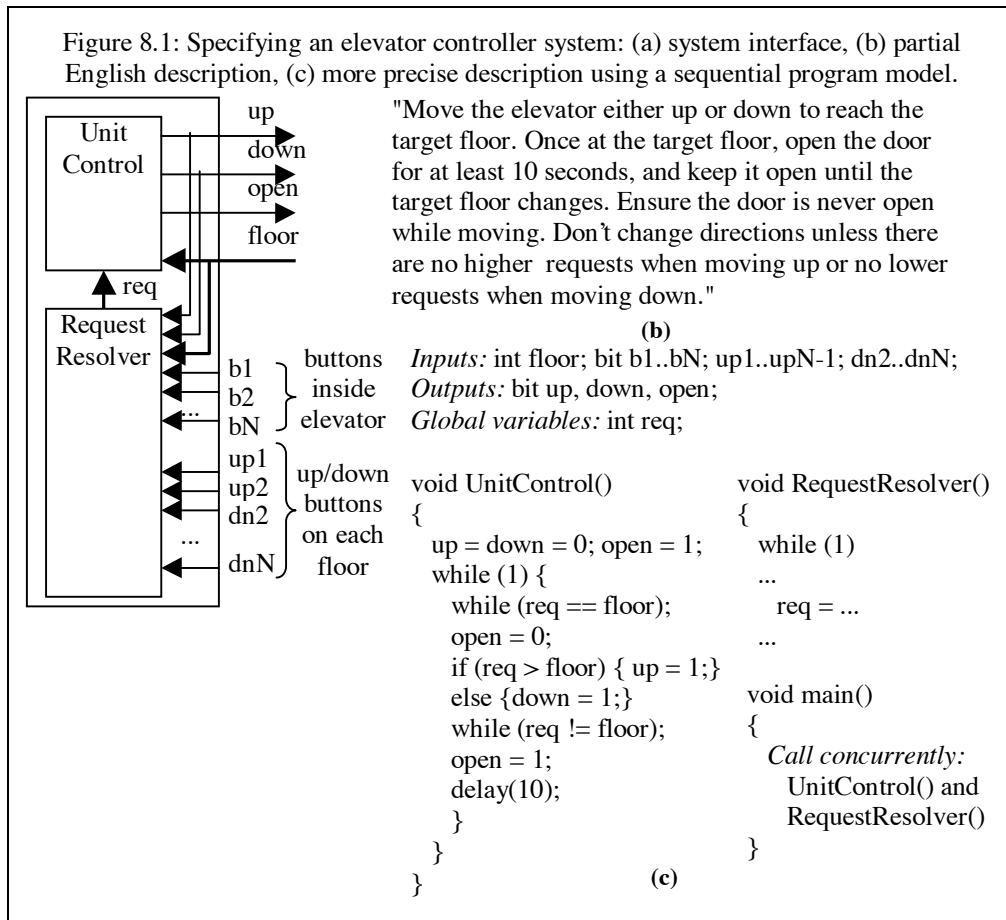 Figure 8.1: Specifying an elevator controller system: (a) system interface, (b) partial
English description, (c) more precise description using a sequential program model.
Unit
Control
up
down
open
floor
req
Request
Resolver
b1
b2
...
bN
buttons
inside
elevator
up1
up2
dn2
...
dnN
up/down
buttons
on each
floor
"Move the elevator either up or down to reach the
target floor. Once at the target floor, open the door
for at least 10 seconds, and keep it open until the
target floor changes. Ensure the door is never open
while moving. Don't change directions unless there
are no higher requests when moving up or no lower
requests when moving down."
(b)
Inputs: int floor; bit b1..bN; up1..upN-1; dn2..dnN;
Outputs: bit up, down, open;
Global variables: int req;
void UnitControl()
{
up = down = 0; open = 1;
while (1) {
while (req == floor);
open = 0;
if (req > floor) { up = 1;}
else {down = 1;}
while (req != floor);
open = 1;
delay(10);
}
}
}
void RequestResolver()
{
while (1)
...
req = ...
...
void main()
{
Call concurrently:
UnitControl() and
RequestResolver()
}
(c)